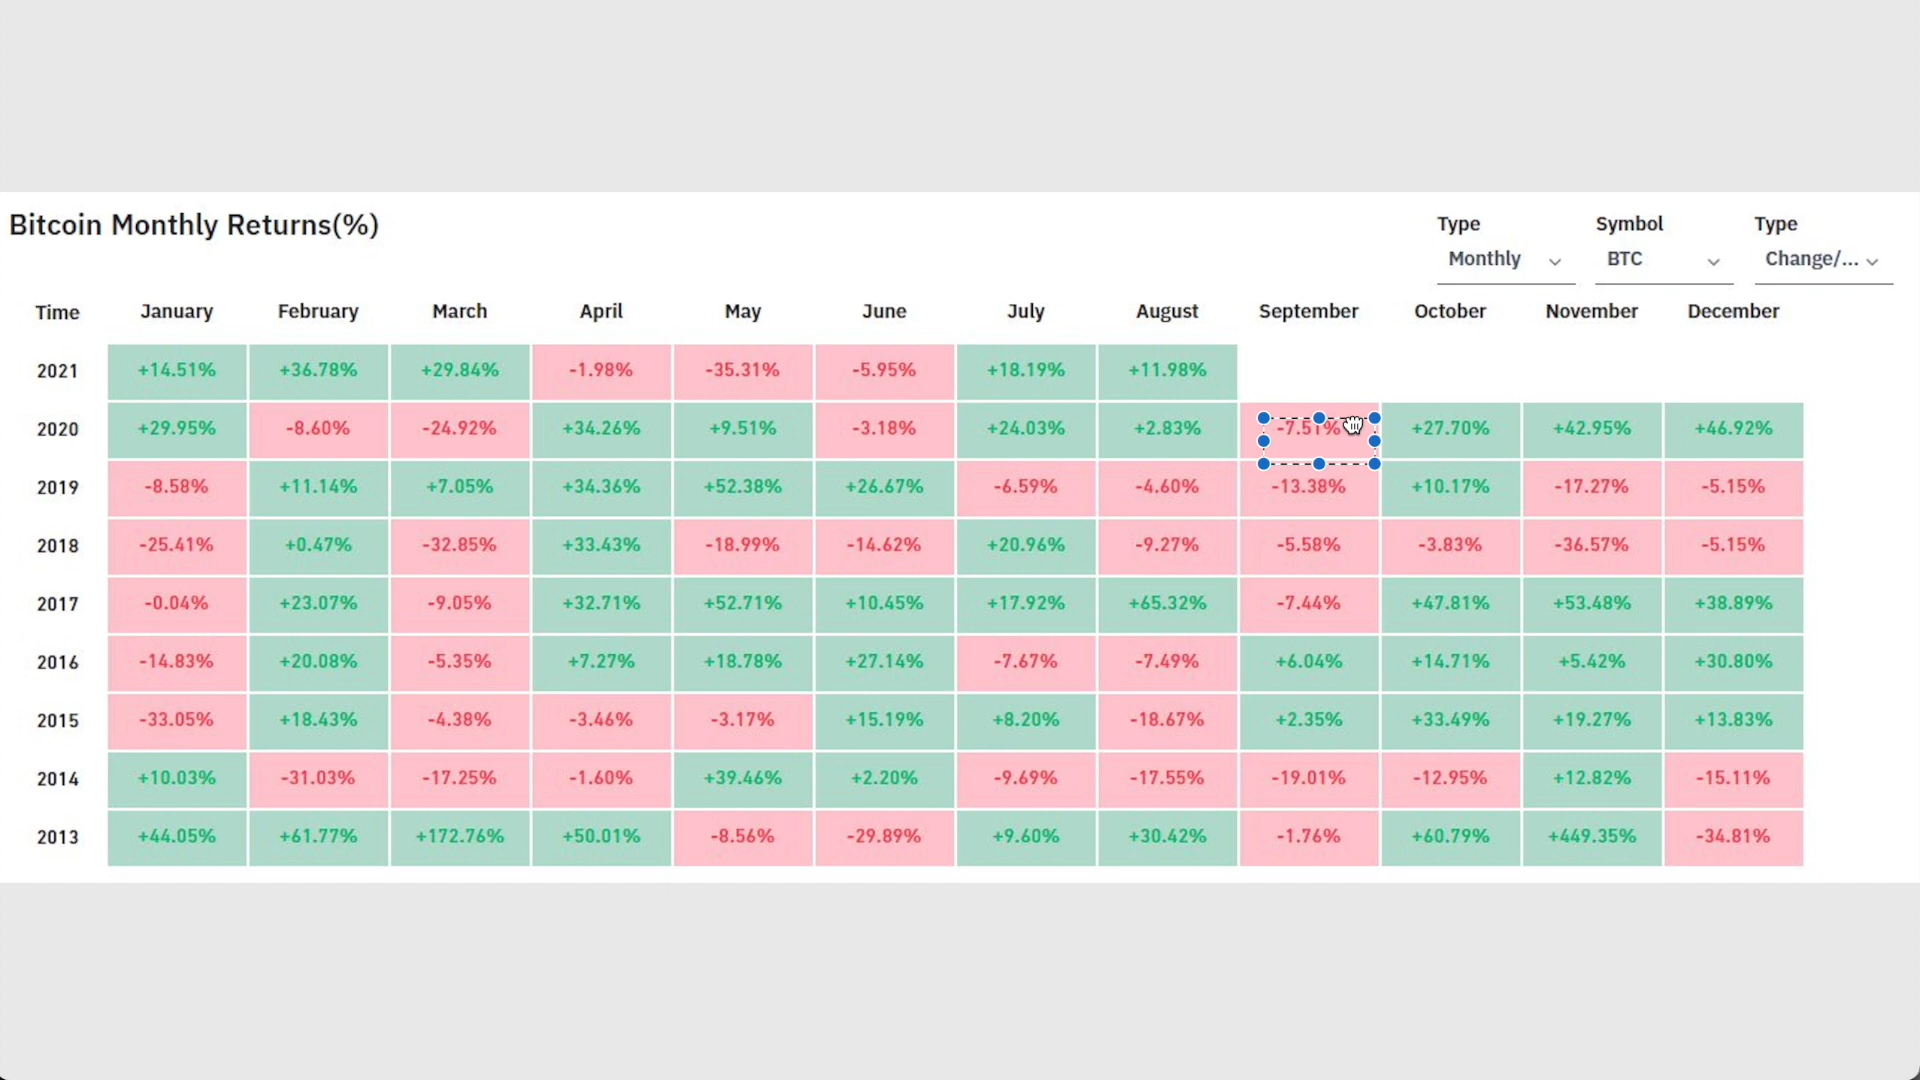 Bitcoin Monthly Returns(%)
Type Symbol Type
Monthly BTC Change/...
Time January February March April May June July August September October November December
2021 +14.51% +36.78% +29.84% -1.98% -35.31% -5.95% +18.19% +11.98%
2020 +29.95% -8.60% -24.92% +34.26% +9.51% -3.18% +24.03% +2.83% -7.51% +27.70% +42.95% +46.92%
2019 -8.58% +11.14% +7.05% +34.36% +52.38% +26.67% -6.59% -4.60% -13.38% +10.17% -17.27% -5.15%
2018 -25.41% +0.47% -32.85% +33.43% -18.99% -14.62% +20.96% -9.27% -5.58% -3.83% -36.57% -5.15%
2017 -0.04% +23.07% -9.05% +32.71% +52.71% +10.45% +17.92% +65.32% -7.44% +47.81% +53.48% +38.89%
2016 -14.83% +20.08% -5.35% +7.27% +18.78% +27.14% -7.67% -7.49% +6.04% +14.71% +5.42% +30.80%
2015 -33.05% +18.43% -4.38% -3.46% -3.17% +15.19% +8.20% -18.67% +2.35% +33.49% +19.27% +13.83%
2014 +10.03% -31.03% -17.25% -1.60% +39.46% +2.20% -9.69% -17.55% -19.01% -12.95% +12.82% -15.11%
2013 +44.05% +61.77% +172.76% +50.01% -8.56% -29.89% +9.60% +30.42% -1.76% +60.79% +449.35% -34.81%